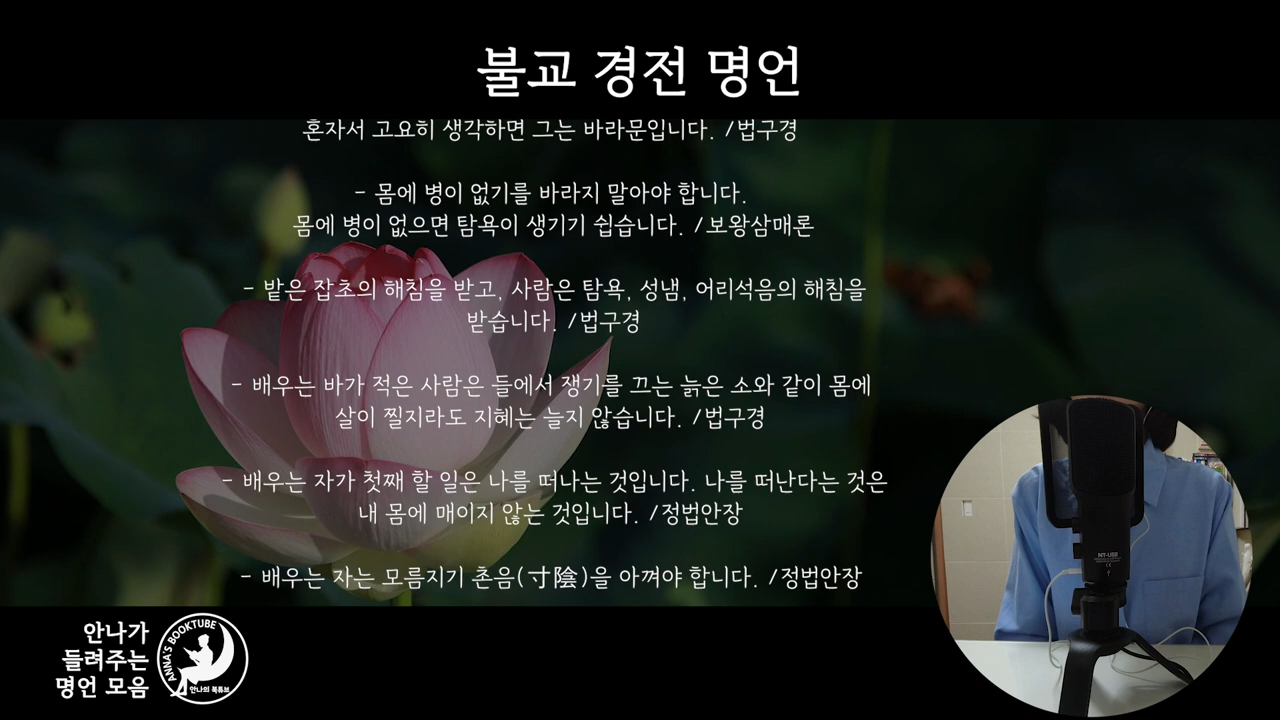 불교 경전 명언
혼자서 고요히 생각하면 그는 바라문입니다. /법구경
- 몸에 병이 없기를 바라지 말아야 합니다.
몸에 병이 없으면 탐욕이 생기기 쉽습니다. /보왕삼매론
- 밭은 잡초의 해침을 받고, 사람은 탐욕, 성냄, 어리석음의 해침을
받습니다. /법구경
- 배우는 바가 적은 사람은 들에서 쟁기를 끄는 늙은 소와 같이 몸에
살이 찔지라도 지혜는 늘지 않습니다. /법구경
- 배우는 자가 첫째 할 일은 나를 떠나는 것입니다. 나를 떠난다는 것은
내 몸에 매이지 않는 것입니다. /정법안장
- 배우는 자는 모름지기 촌음(寸陰)을 아껴야 합니다. /정법안장
안나가
들려주는
명언 모음
ANNA'S BOOKTUBE
안나의 북튜브
NT-USB